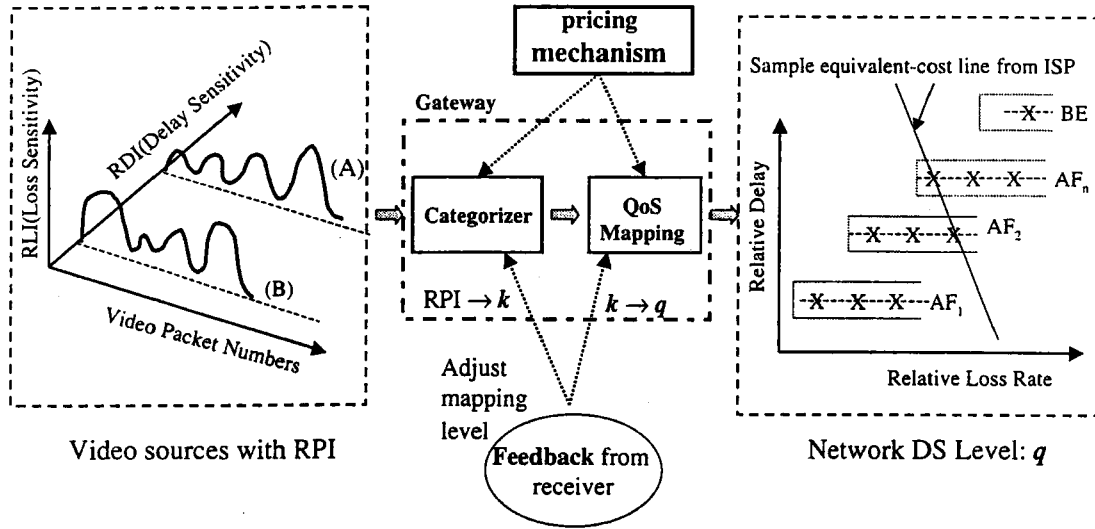 RLI(Loss Sensitivity)
RDI(Delay Sensitivity)
(A)
(B)
Video Packet Numbers
Video sources with RPI
pricing
mechanism
Gateway
Categorizer
QoS
Mapping
RPI → k
k → q
Adjust
mapping
level
Feedback from
receiver
Sample equivalent-cost line from ISP
Relative Delay
X BE
X X X AFn
X X X AF2
X X X AF1
Relative Loss Rate
Network DS Level: q